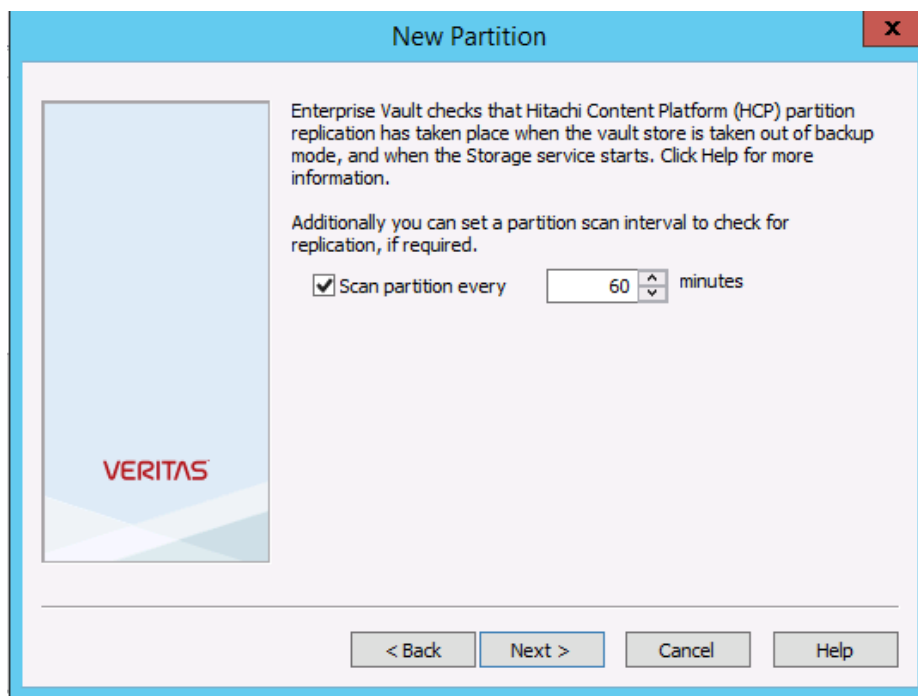 New Partition
x
Enterprise Vault checks that Hitachi Content Platform (HCP) partition
replication has taken place when the vault store is taken out of backup
mode, and when the Storage service starts. Click Help for more
information.
Additionally you can set a partition scan interval to check for
replication, if required.
Scan partition every 60 minutes
VERITAS
< Back Next > Cancel Help